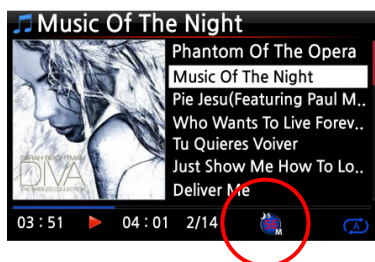 Music Of The Night
Phantom Of The Opera
Music Of The Night
Pie Jesu(Featuring Paul M..
Who Wants To Live Forev..
Tu Quieres Voiver
Just Show Me How To Lo..
Deliver Me
SARAH BRIGHTMAN
DIVA
THE SINGLES COLLECTION
03:51
04:01
2/14
A